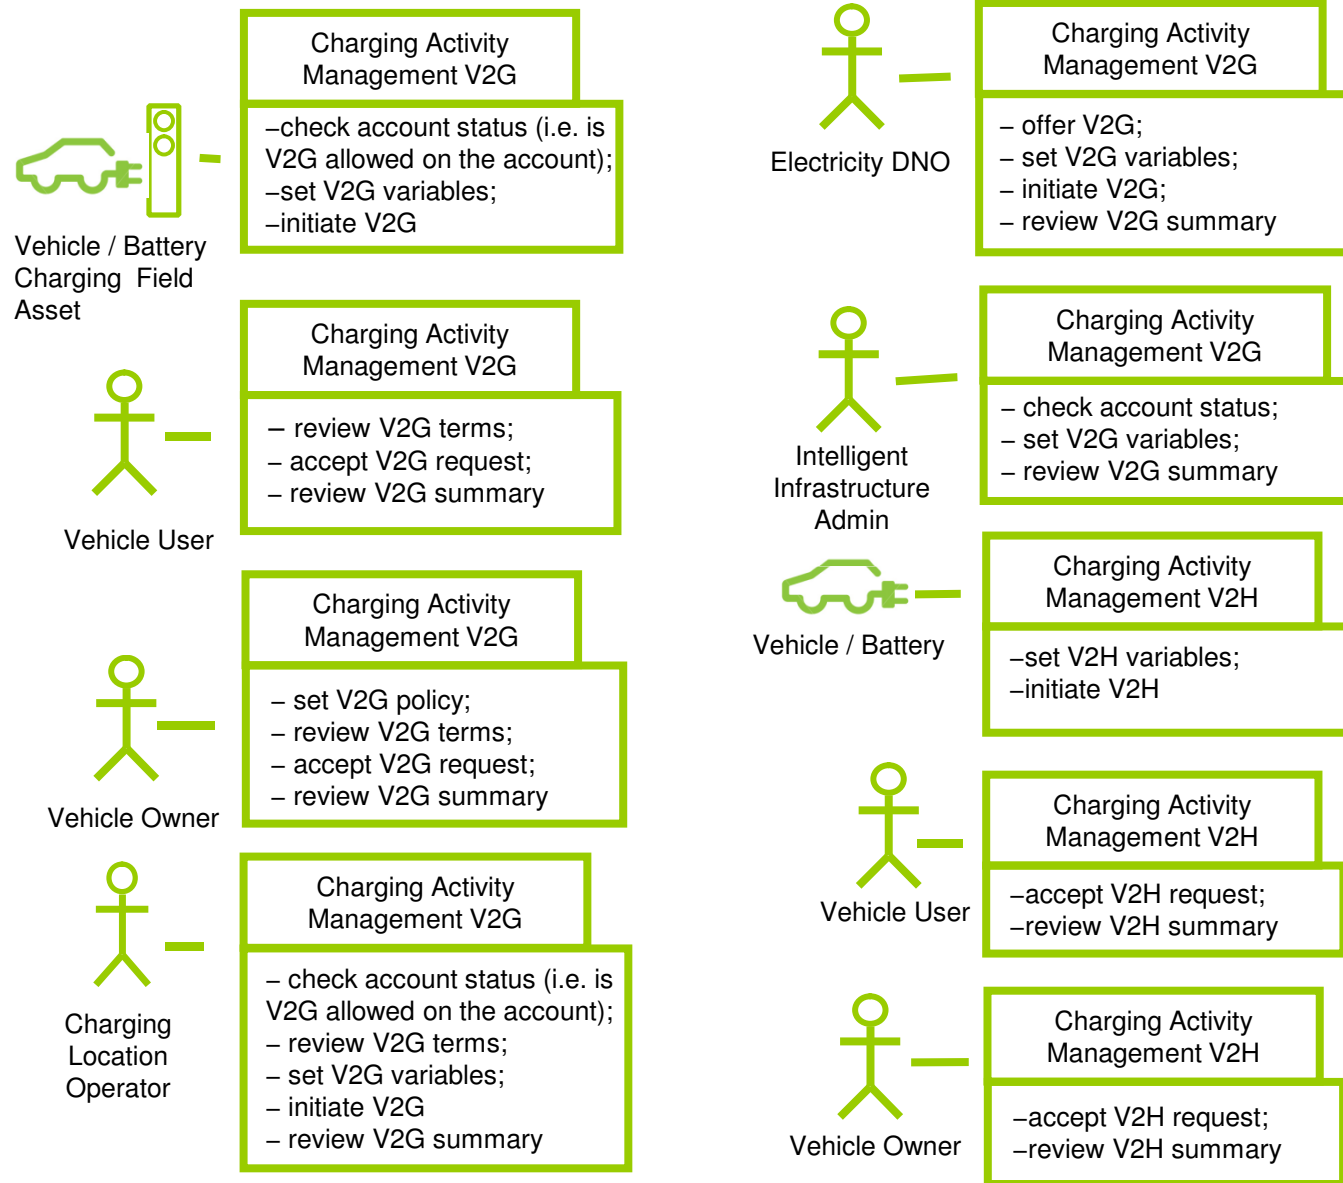 Charging Activity
Management V2G
–check account status (i.e. is
V2G allowed on the account);
–set V2G variables;
–initiate V2G
Vehicle / Battery
Charging Field
Asset
Charging Activity
Management V2G
– review V2G terms;
– accept V2G request;
– review V2G summary
Vehicle User
Charging Activity
Management V2G
– set V2G policy;
– review V2G terms;
– accept V2G request;
– review V2G summary
Vehicle Owner
Charging Activity
Management V2G
– check account status (i.e. is
V2G allowed on the account);
– review V2G terms;
– set V2G variables;
– initiate V2G
– review V2G summary
Charging
Location
Operator
Charging Activity
Management V2G
– offer V2G;
– set V2G variables;
– initiate V2G;
– review V2G summary
Electricity DNO
Charging Activity
Management V2G
– check account status;
– set V2G variables;
– review V2G summary
Intelligent
Infrastructure
Admin
Charging Activity
Management V2H
–set V2H variables;
–initiate V2H
Vehicle / Battery
Charging Activity
Management V2H
–accept V2H request;
–review V2H summary
Vehicle User
Charging Activity
Management V2H
–accept V2H request;
–review V2H summary
Vehicle Owner